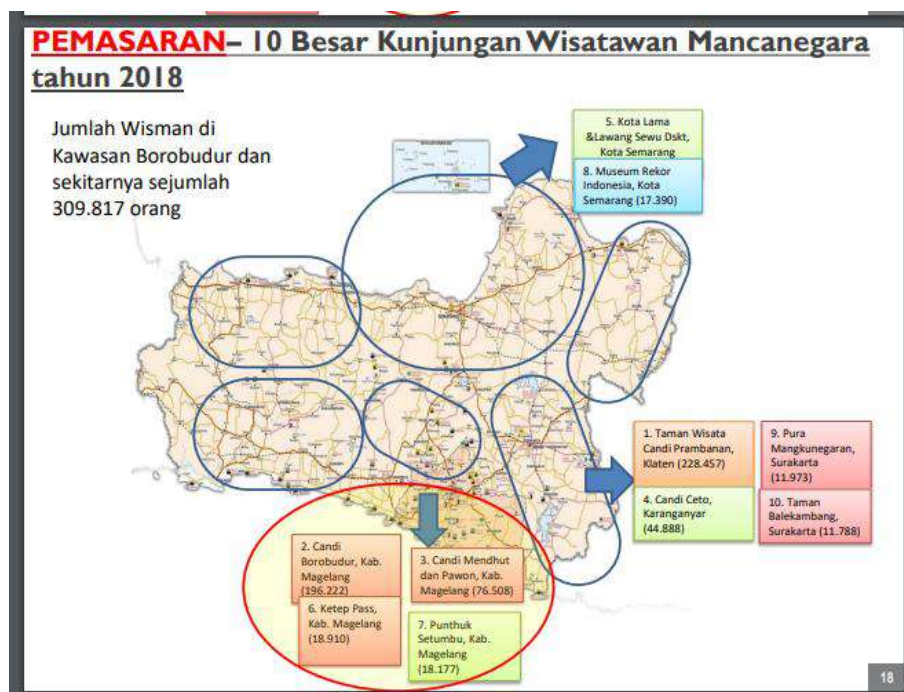 PEMASARAN– 10 Besar Kunjungan Wisatawan Mancanegara
tahun 2018
Jumlah Wisman di
Kawasan Borobudur dan
sekitarnya sejumlah
309.817 orang
5. Kota Lama
&Lawang Sewu Dskt,
Kota Semarang
8. Museum Rekor
Indonesia, Kota
Semarang (17.390)
1. Taman Wisata
Candi Prambanan,
Klaten (228.457)
9. Pura
Mangkunegaran,
Surakarta
(11.973)
4. Candi Ceto,
Karanganyar
(44.888)
10. Taman
Balekambang,
Surakarta (11.788)
2. Candi
Borobudur, Kab.
Magelang
(196.222)
3. Candi Mendhut
dan Pawon, Kab.
Magelang (76.508)
6. Ketep Pass,
Kab. Magelang
(18.910)
7. Punthuk
Setumbu, Kab.
Magelang
(18.177)
18